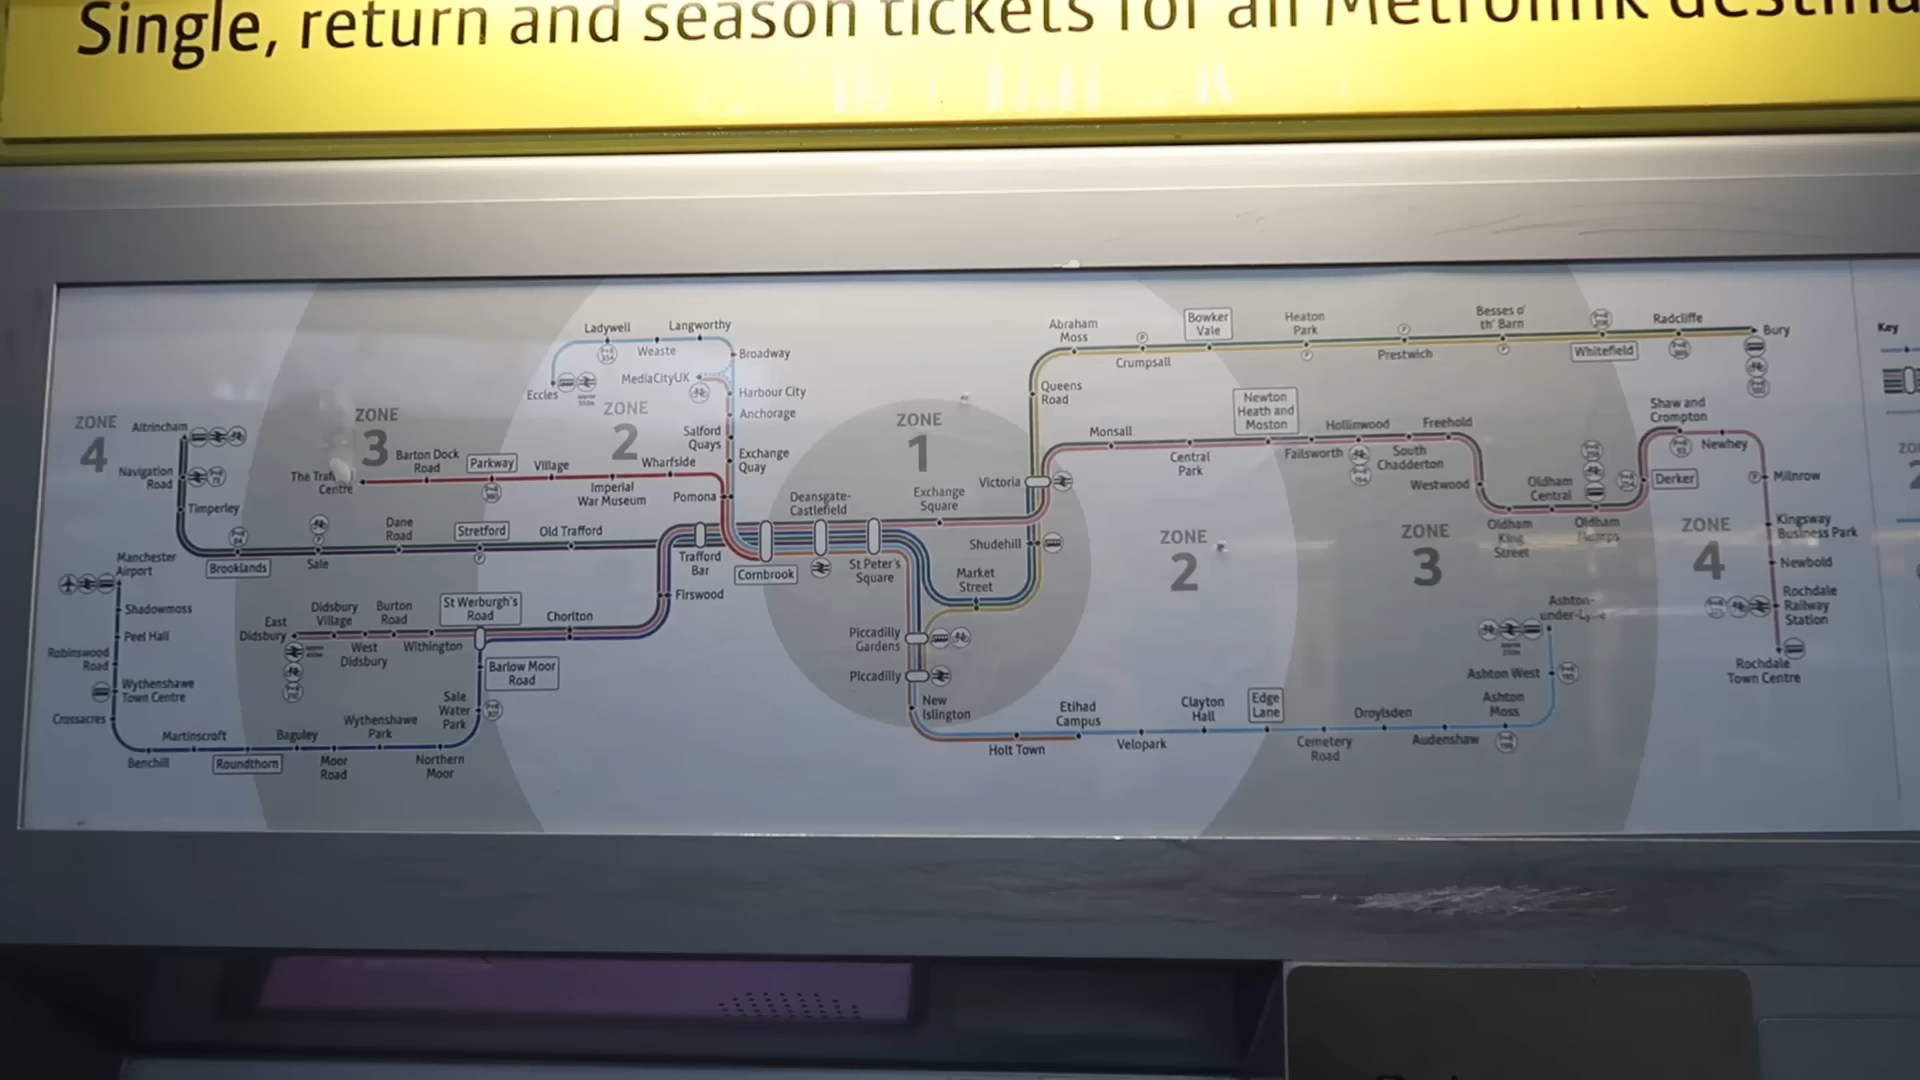 Single, return and season tickets for all Metrolink
Ladywell
Langworthy
Weaste
Broadway
MediaCityUK
Eccles
Harbour City
Anchorage
Salford
Quays
Exchange
Quay
ZONE
4
ZONE
3
ZONE
2
ZONE
1
Altrincham
Navigation
Road
Timperley
The
Centre
Barton Dock
Road
Parkway
Village
Imperial
War Museum
Wharfside
Pomona
Brooklands
Sale
Dane
Road
Stretford
Old Trafford
Trafford
Bar
Cornbrook
Deansgate-
Castlefield
St Peter's
Square
Exchange
Square
Victoria
Shudehill
Market
Street
Piccadilly
Gardens
Piccadilly
New
Islington
Firswood
Manchester
Airport
Shadowmoss
Peel Hall
Robinswood
Road
Wythenshawe
Town Centre
Crossacres
Benchill
Martinscroft
Roundthorn
Baguley
Moor
Road
Wythenshawe
Park
Northern
Moor
Sale
Water
Park
Barlow Moor
Road
St Werburgh's
Road
Chorlton
East
Didsbury
Didsbury
Village
West
Didsbury
Burton
Road
Withington
Abraham
Moss
Crumpsall
Bowker
Vale
Heaton
Park
Prestwich
Besses o'
th' Barn
Whitefield
Radcliffe
Bury
Queens
Road
Monsall
Central
Park
Newton
Heath and
Moston
Failsworth
Hollinwood
South
Chadderton
Freehold
Westwood
Oldham
King
Street
Oldham
Central
Oldham
Mumps
Derker
Shaw and
Crompton
Newhey
Milnrow
Kingsway
Business Park
Newbold
Rochdale
Railway
Station
Rochdale
Town Centre
ZONE
2
ZONE
3
ZONE
4
Holt Town
Etihad
Campus
Velopark
Clayton
Hall
Edge
Lane
Cemetery
Road
Droylsden
Audenshaw
Ashton
Moss
Ashton West
Ashton-
under-Lyne
Key